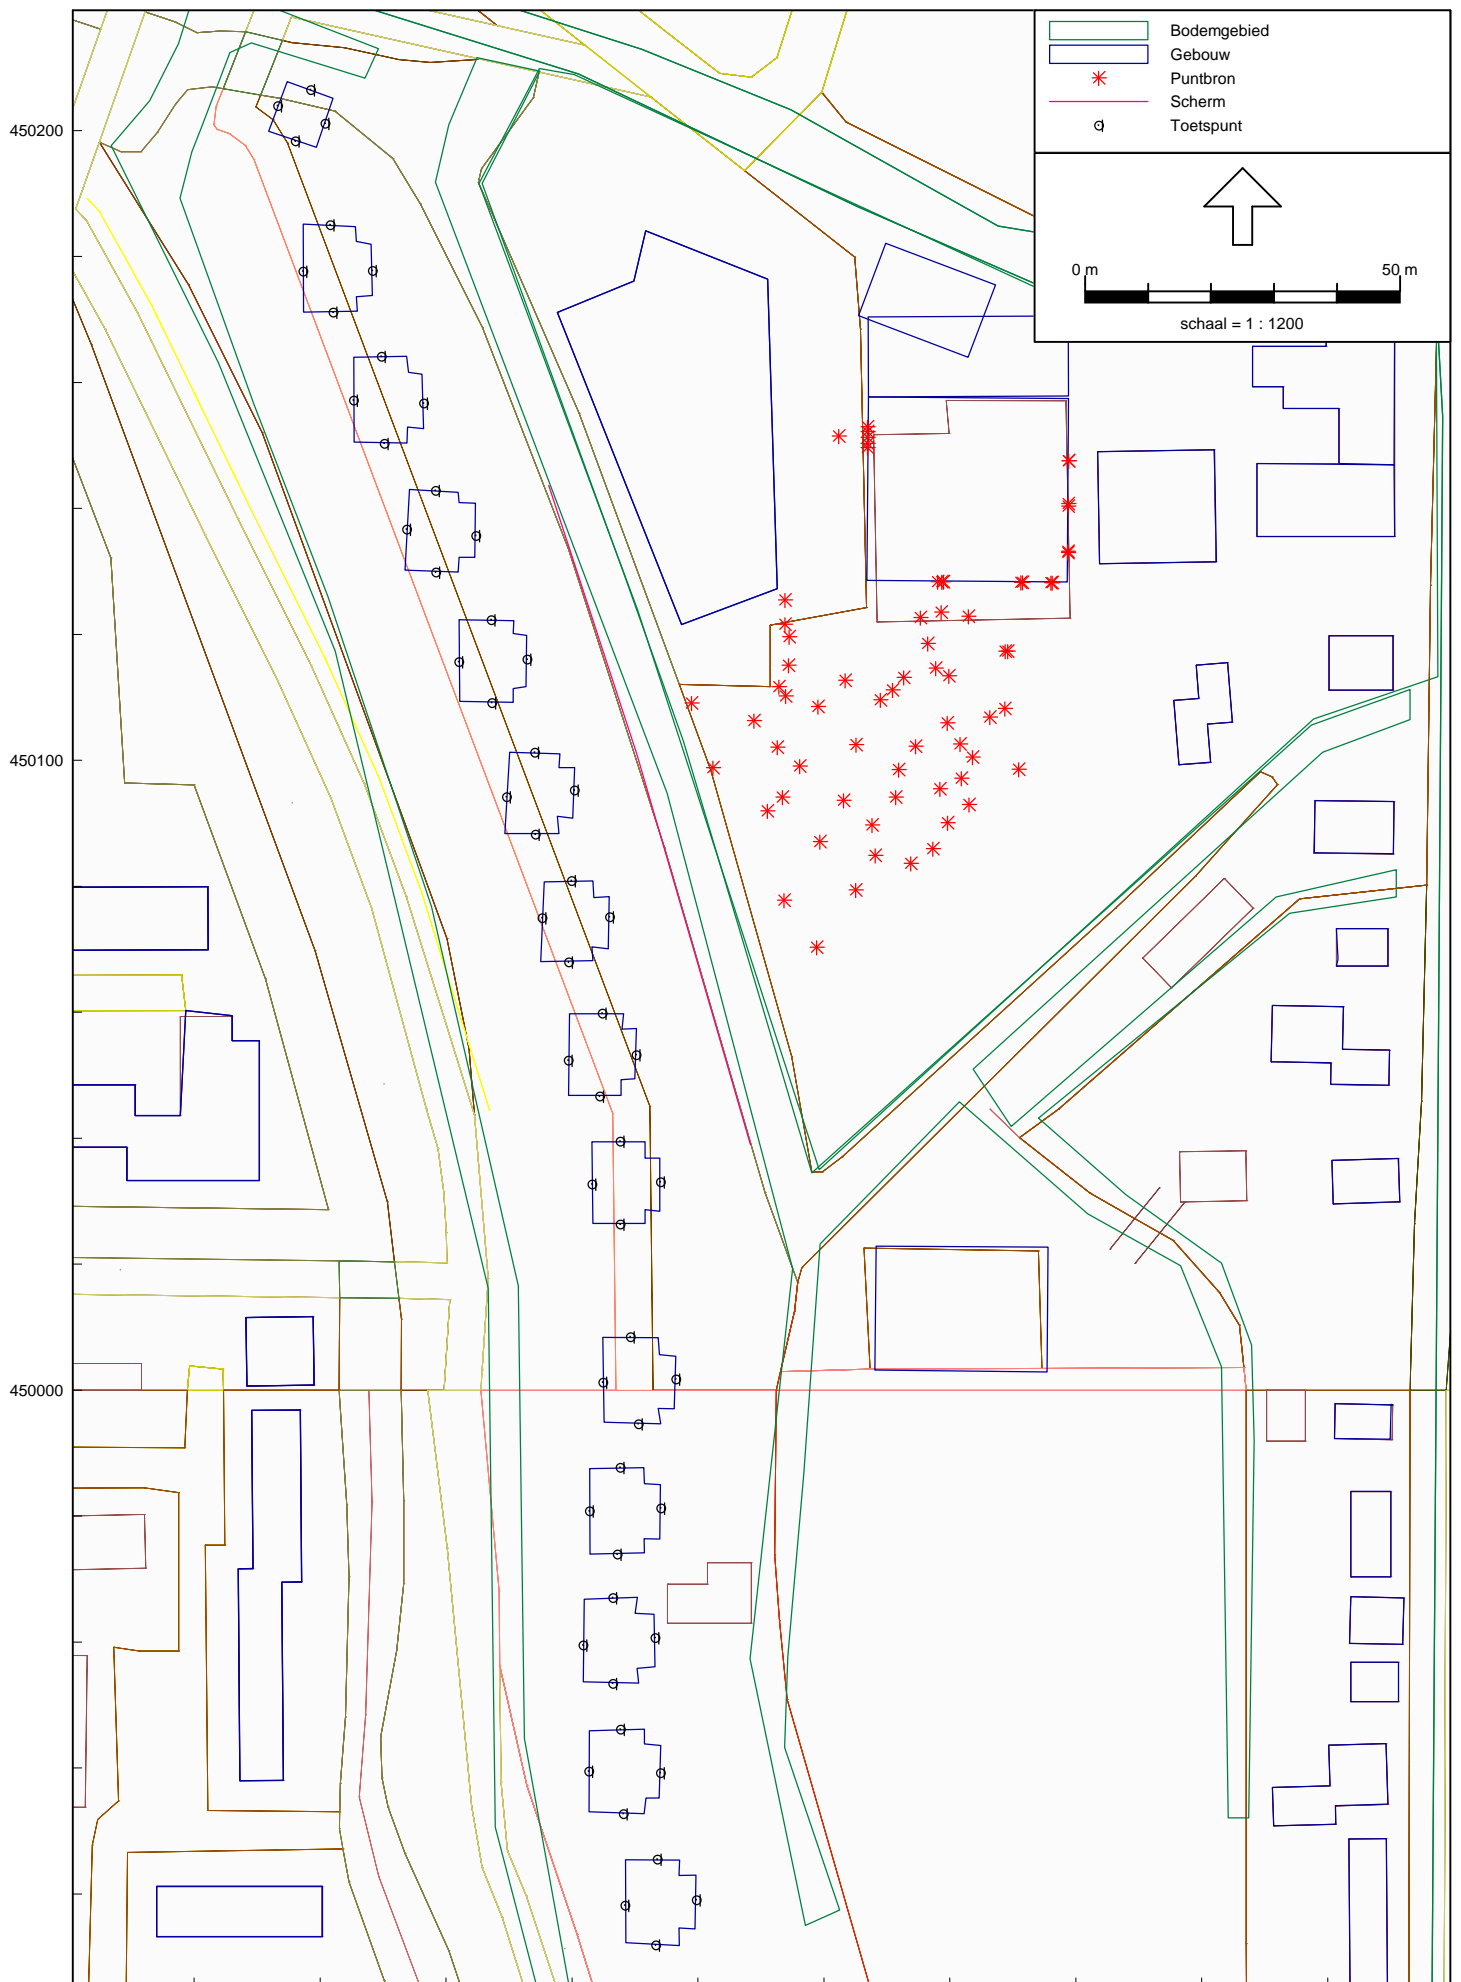 Bodemgebied
Gebouw
Puntbron
Scherm
Toetspunt
0 m 50 m
schaal = 1 : 1200
450200
450100
450000